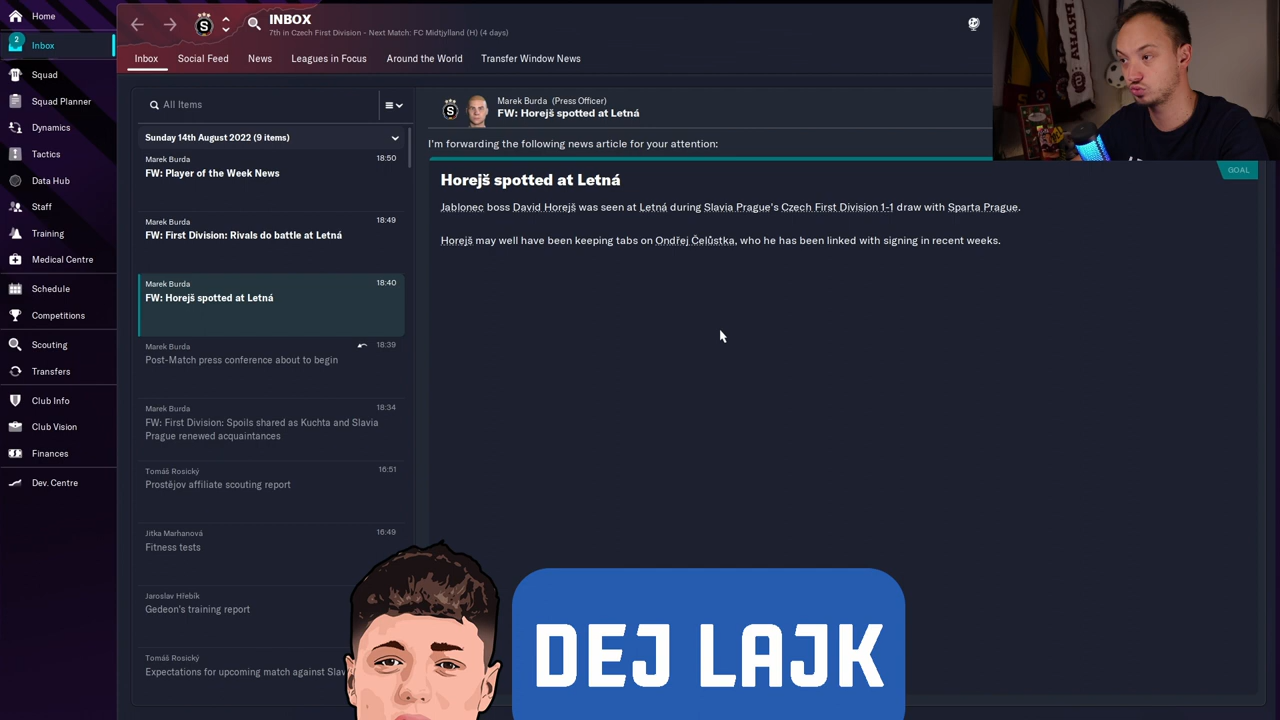 Home
2
Inbox
Squad
Squad Planner
Dynamics
Tactics
Data Hub
Staff
Training
Medical Centre
Schedule
Competitions
Scouting
Transfers
Club Info
Club Vision
Finances
Dev. Centre
INBOX
7th in Czech First Division - Next Match: FC Midtjylland (H) (4 days)
Inbox
Social Feed
News
Leagues in Focus
Around the World
Transfer Window News
All Items
Sunday 14th August 2022 (9 items)
Marek Burda 18:50
FW: Player of the Week News
Marek Burda 18:49
FW: First Division: Rivals do battle at Letná
Marek Burda 18:40
FW: Horejš spotted at Letná
Marek Burda 18:39
Post-Match press conference about to begin
Marek Burda 18:34
FW: First Division: Spoils shared as Kuchta and Slavia
Prague renewed acquaintances
Tomáš Rosický 16:51
Prostějov affiliate scouting report
Jitka Marhanová 16:49
Fitness tests
Jaroslav Hřebík
Gedeon's training report
Tomáš Rosický
Expectations for upcoming match against Slav
Marek Burda (Press Officer)
FW: Horejš spotted at Letná
I'm forwarding the following news article for your attention:
GOAL
Horejš spotted at Letná
Jablonec boss David Horejš was seen at Letná during Slavia Prague's Czech First Division 1-1 draw with Sparta Prague.
Horejš may well have been keeping tabs on Ondřej Čelůstka, who he has been linked with signing in recent weeks.
DEJ LAJK
PRAHA